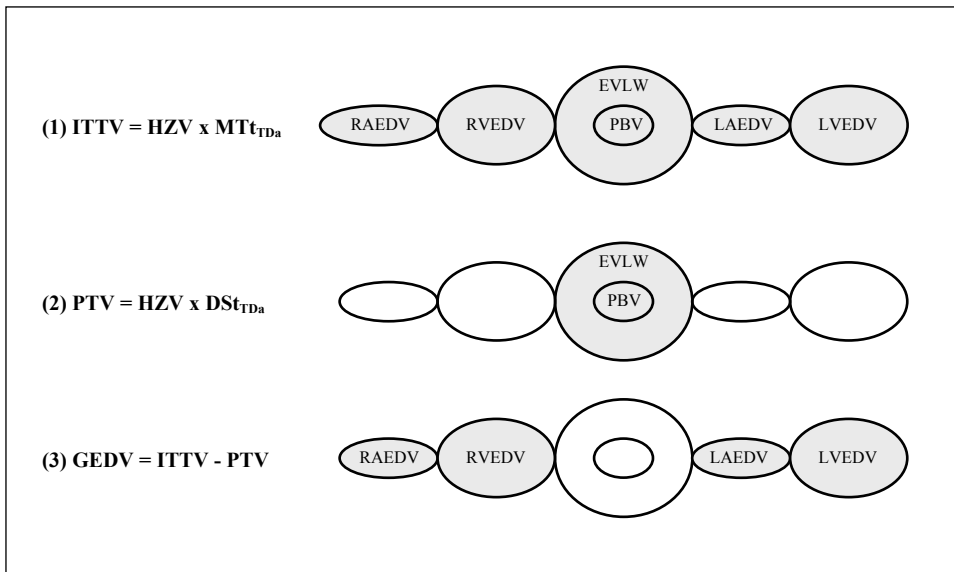 EVLW
(1) ITTV = HZV x MTtTDa RAEDV RVEDV PBV LAEDV LVEDV
EVLW
(2) PTV = HZV x DStTDa PBV
(3) GEDV = ITTV - PTV RAEDV RVEDV LAEDV LVEDV